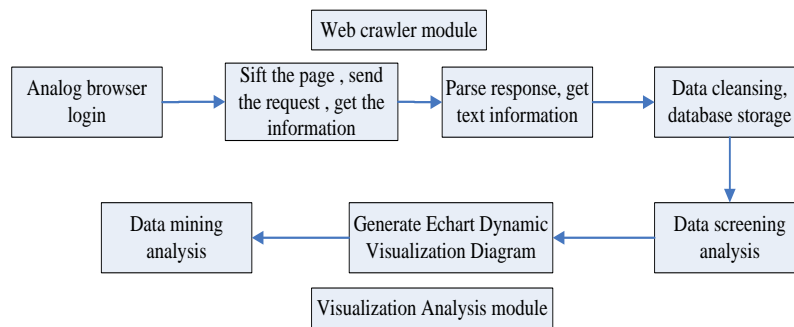 Web crawler module
Analog browser
login
Sift the page , send
the request , get the
information
Parse response, get
text information
Data cleansing,
database storage
Data mining
analysis
Generate Echart Dynamic
Visualization Diagram
Data screening
analysis
Visualization Analysis module